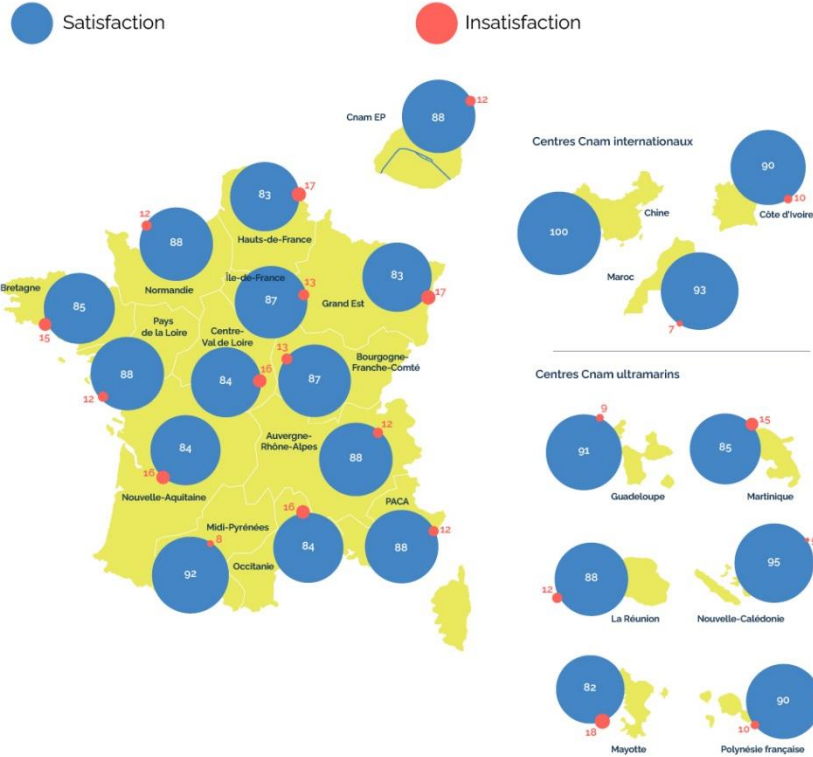 Satisfaction
Insatisfaction
Cnam EP
88
12
Hauts-de-France
83
17
Normandie
88
12
Île-de-France
87
13
Grand Est
83
17
Bretagne
85
15
Pays
de la Loire
88
12
Centre-
Val de Loire
84
16
Bourgogne-
Franche-Comté
87
13
Nouvelle-Aquitaine
84
16
Auvergne-
Rhône-Alpes
88
12
Midi-Pyrénées
92
8
Occitanie
84
16
PACA
88
12
Centres Cnam internationaux
Chine
100
Côte d'Ivoire
90
10
Maroc
93
7
Centres Cnam ultramarins
Guadeloupe
91
9
Martinique
85
15
La Réunion
88
12
Nouvelle-Calédonie
95
Mayotte
82
18
Polynésie française
90
10